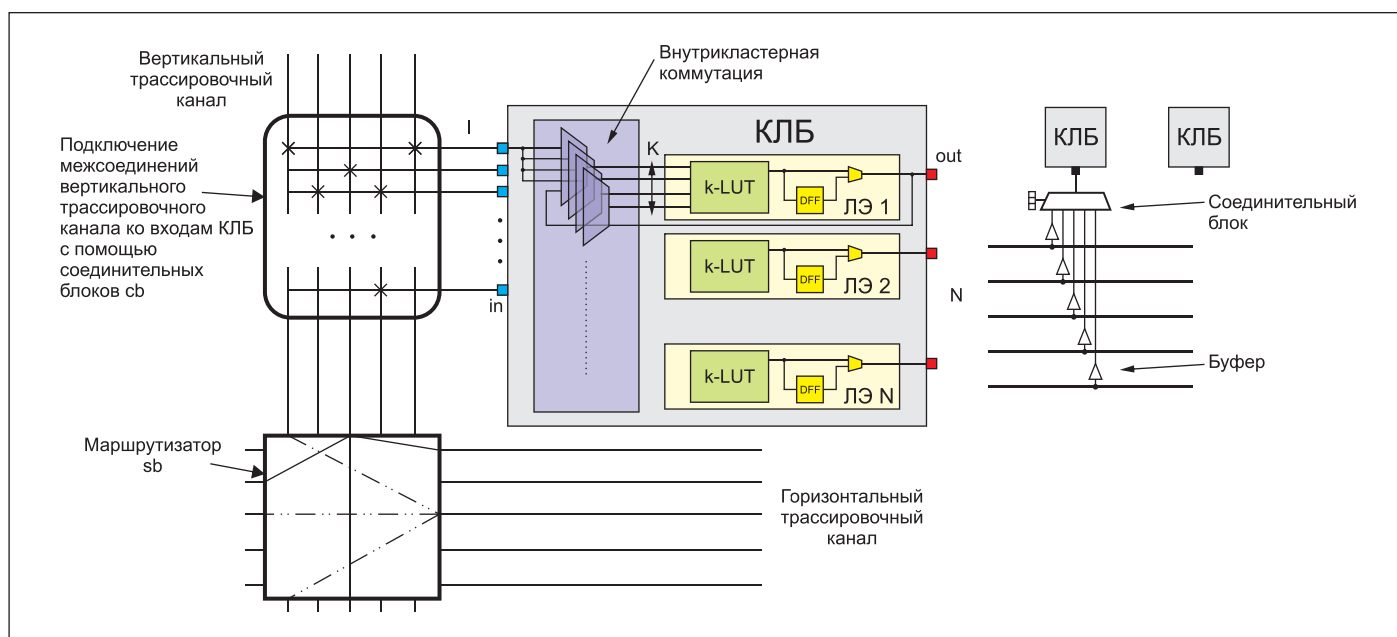 Вертикальный
трассировочный
канал
Подключение
межсоединений
вертикального
трассировочного
канала ко входам КЛБ
с помощью
соединительных
блоков cb
I
in
Внутрикластерная
коммутация
КЛБ
K
k-LUT
DFF
ЛЭ 1
k-LUT
DFF
ЛЭ 2
k-LUT
DFF
ЛЭ N
out
N
КЛБ
КЛБ
Соединительный
блок
Буфер
Маршрутизатор
sb
Горизонтальный
трассировочный
канал